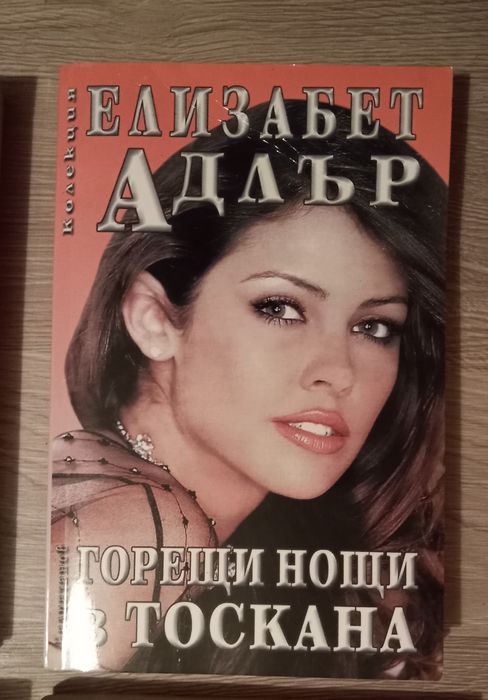 Колекция
ЕЛИЗАБЕТ
АДЛЪР
ГОРЕЩИ НОЩИ
В ТОСКАНА